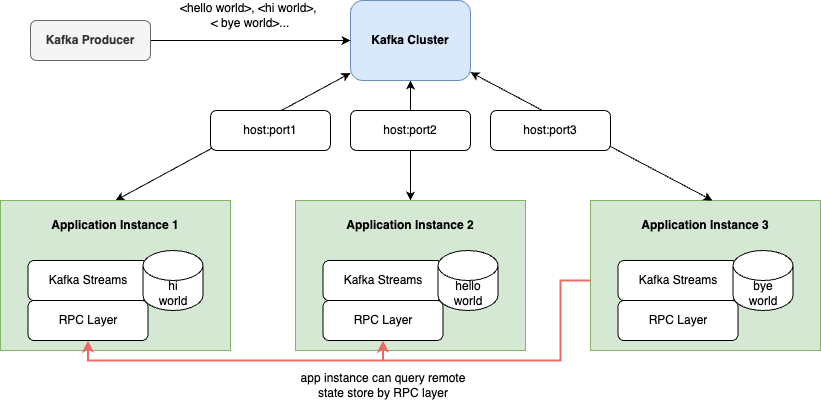 <hello world>, <hi world>,
< bye world>...
Kafka Producer
Kafka Cluster
host:port1
host:port2
host:port3
Application Instance 1
Kafka Streams
hi
world
RPC Layer
Application Instance 2
Kafka Streams
hello
world
RPC Layer
Application Instance 3
Kafka Streams
bye
world
RPC Layer
app instance can query remote
state store by RPC layer